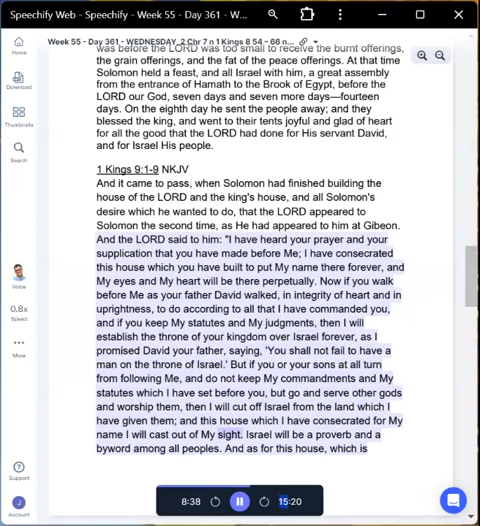 Speechify Web - Speechify - Week 55 - Day 361 - W...
Week 55 - Day 361 - WEDNESDAY_2 Chr 7 n 1 Kings 8 54 – 66 n...
Home
Download
Thumbnails
Search
Voice
0.8x
Speed
More
Support
J
Account
was before the LORD was too small to receive the burnt offerings,
the grain offerings, and the fat of the peace offerings. At that time
Solomon held a feast, and all Israel with him, a great assembly
from the entrance of Hamath to the Brook of Egypt, before the
LORD our God, seven days and seven more days—fourteen
days. On the eighth day he sent the people away; and they
blessed the king, and went to their tents joyful and glad of heart
for all the good that the LORD had done for His servant David,
and for Israel His people.
1 Kings 9:1-9 NKJV
And it came to pass, when Solomon had finished building the
house of the LORD and the king's house, and all Solomon's
desire which he wanted to do, that the LORD appeared to
Solomon the second time, as He had appeared to him at Gibeon.
And the LORD said to him: "I have heard your prayer and your
supplication that you have made before Me; I have consecrated
this house which you have built to put My name there forever, and
My eyes and My heart will be there perpetually. Now if you walk
before Me as your father David walked, in integrity of heart and in
uprightness, to do according to all that I have commanded you,
and if you keep My statutes and My judgments, then I will
establish the throne of your kingdom over Israel forever, as I
promised David your father, saying, 'You shall not fail to have a
man on the throne of Israel.' But if you or your sons at all turn
from following Me, and do not keep My commandments and My
statutes which I have set before you, but go and serve other gods
and worship them, then I will cut off Israel from the land which I
have given them; and this house which I have consecrated for My
name I will cast out of My sight. Israel will be a proverb and a
byword among all peoples. And as for this house, which is
8:38
15:20